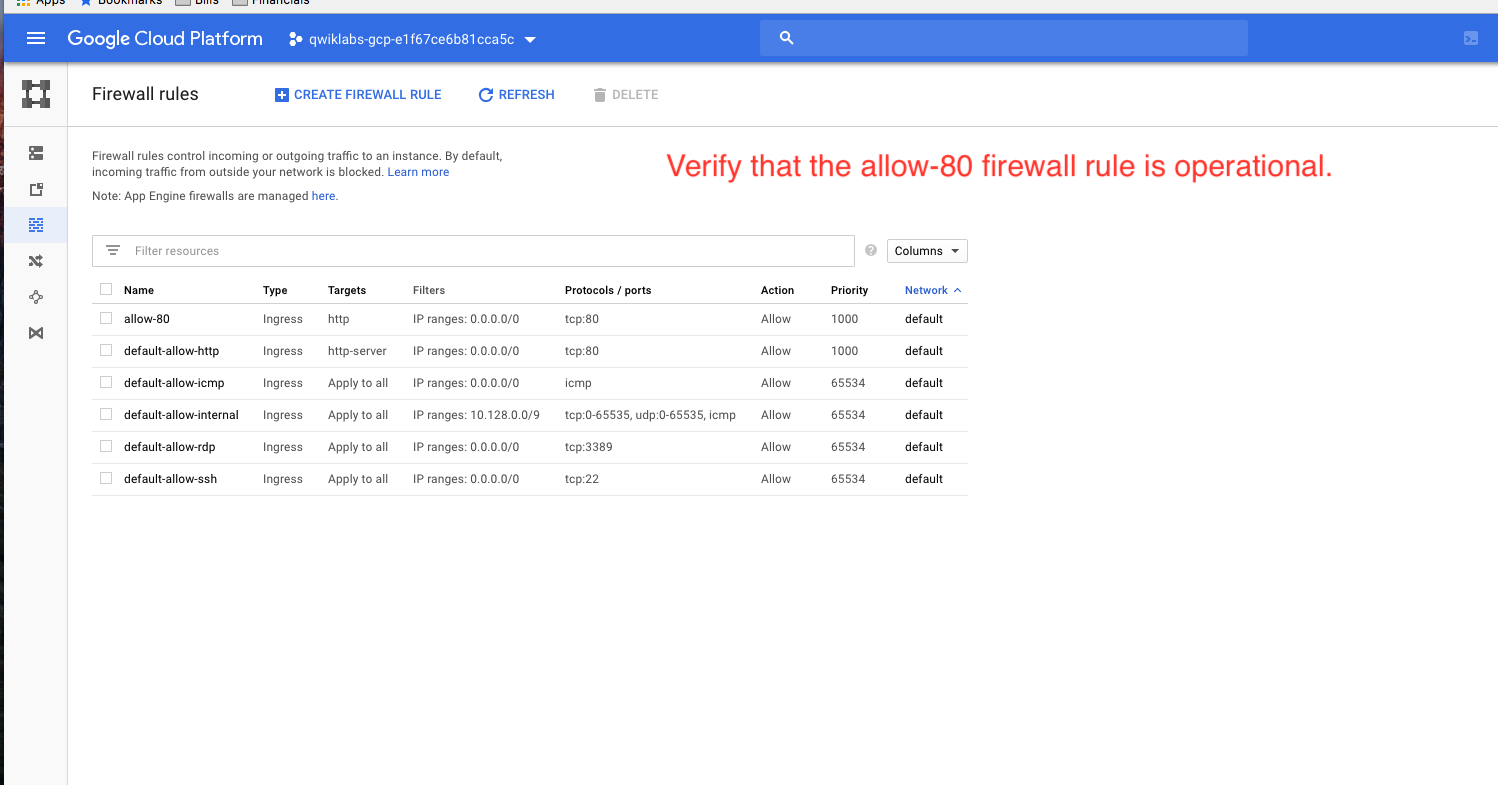 Apps Bookmarks Bills Financials
Google Cloud Platform qwiklabs-gcp-e1f67ce6b81cca5c
Firewall rules CREATE FIREWALL RULE REFRESH DELETE
Firewall rules control incoming or outgoing traffic to an instance. By default,
incoming traffic from outside your network is blocked. Learn more
Note: App Engine firewalls are managed here.
Verify that the allow-80 firewall rule is operational.
Filter resources ? Columns
Name Type Targets Filters Protocols / ports Action Priority Network
allow-80 Ingress http IP ranges: 0.0.0.0/0 tcp:80 Allow 1000 default
default-allow-http Ingress http-server IP ranges: 0.0.0.0/0 tcp:80 Allow 1000 default
default-allow-icmp Ingress Apply to all IP ranges: 0.0.0.0/0 icmp Allow 65534 default
default-allow-internal Ingress Apply to all IP ranges: 10.128.0.0/9 tcp:0-65535, udp:0-65535, icmp Allow 65534 default
default-allow-rdp Ingress Apply to all IP ranges: 0.0.0.0/0 tcp:3389 Allow 65534 default
default-allow-ssh Ingress Apply to all IP ranges: 0.0.0.0/0 tcp:22 Allow 65534 default